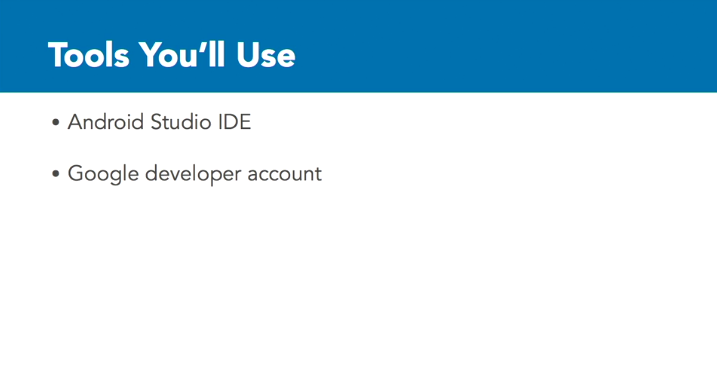 Tools You’ll Use
• Android Studio IDE
• Google developer account